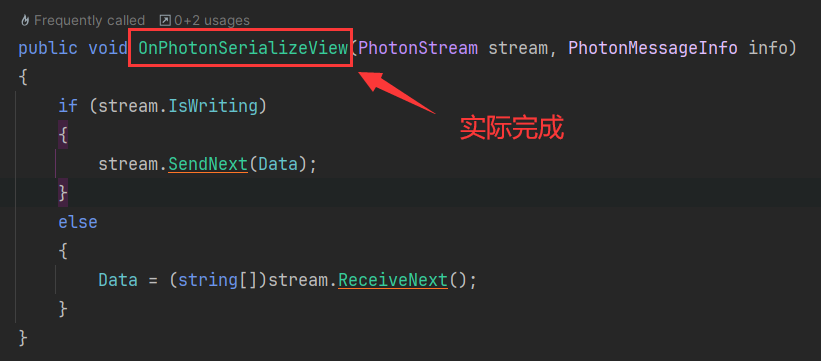 Frequently called 0+2 usages
public void OnPhotonSerializeView(PhotonStream stream, PhotonMessageInfo info)
{
if (stream.IsWriting)
实际完成
{
stream.SendNext(Data);
}
else
{
Data = (string[])stream.ReceiveNext();
}
}